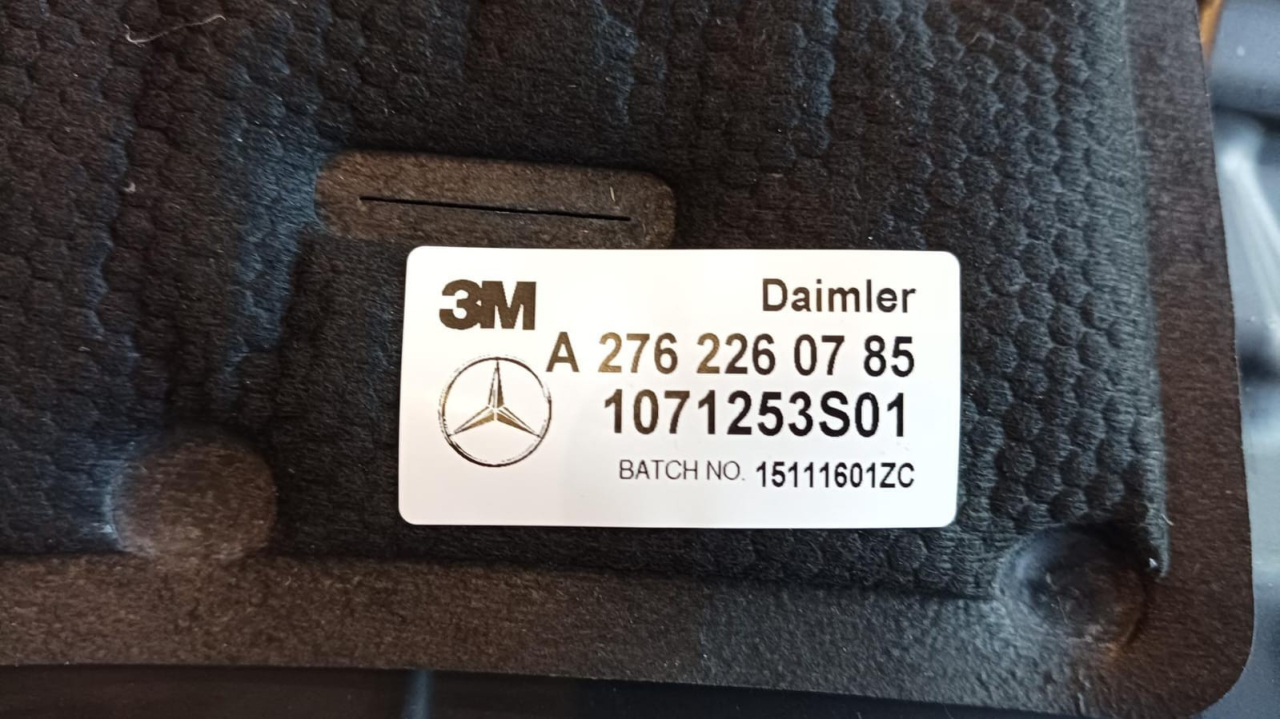 3M Daimler
A 276 226 07 85
1071253S01
BATCH NO. 15111601ZC